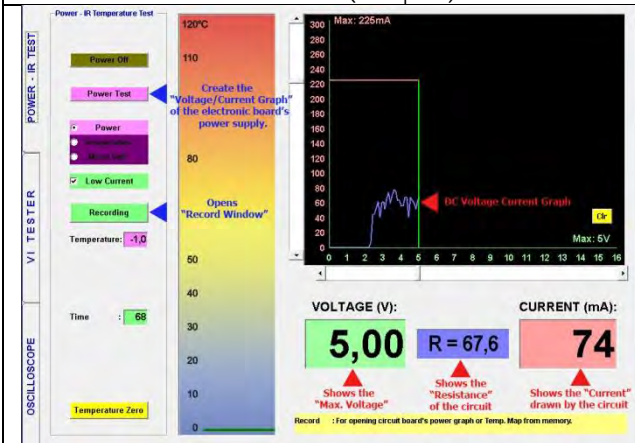 Power - IR Temperature Test
POWER - IR TEST
VI TESTER
OSCILLOSCOPE
Power Off
Power Test
Power
Low Current
Recording
Temperature: -1,0
Time : 68
Temperature Zero
120ºC
110
80
60
50
40
30
20
10
0
Create the
"Voltage/Current Graph"
of the electronic board's
power supply.
Opens
"Record Window"
Max: 225mA
300
280
260
240
220
200
180
160
140
120
100
80
60
40
20
0
DC Voltage Current Graph
Clr
Max: 5V
0 1 2 3 4 5 6 7 8 9 10 11 12 13 14 15 16
VOLTAGE (V):
CURRENT (mA):
5,00
R = 67,6
74
Shows the
"Max. Voltage"
Shows the
"Resistance"
of the circuit
Shows the "Current"
drawn by the circuit
Record : For opening circuit board's power graph or Temp. Map from memory.